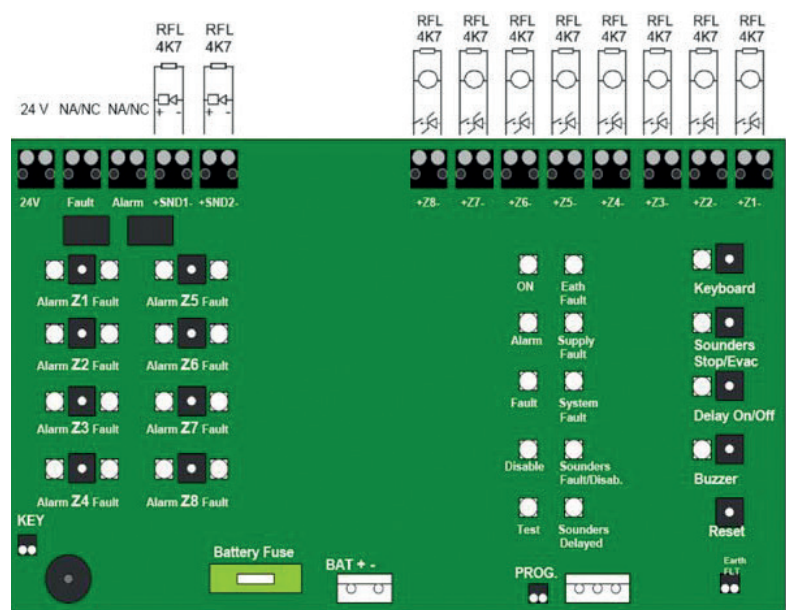 RFL RFL
4K7 4K7
RFL RFL RFL RFL RFL RFL RFL RFL
4K7 4K7 4K7 4K7 4K7 4K7 4K7 4K7
24 V NA/NC NA/NC
+ - + -
24V Fault Alarm +SND1- +SND2-
+Z8- +Z7- +Z6- +Z5- +Z4- +Z3- +Z2- +Z1-
Alarm Z1 Fault Alarm Z5 Fault
Alarm Z2 Fault Alarm Z6 Fault
Alarm Z3 Fault Alarm Z7 Fault
Alarm Z4 Fault Alarm Z8 Fault
ON
Eath
Fault
Alarm
Supply
Fault
Fault
System
Fault
Disable
Sounders
Fault/Disab.
Test
Sounders
Delayed
Keyboard
Sounders
Stop/Evac
Delay On/Off
Buzzer
Reset
KEY
Battery Fuse
BAT + -
PROG.
Earth
FLT